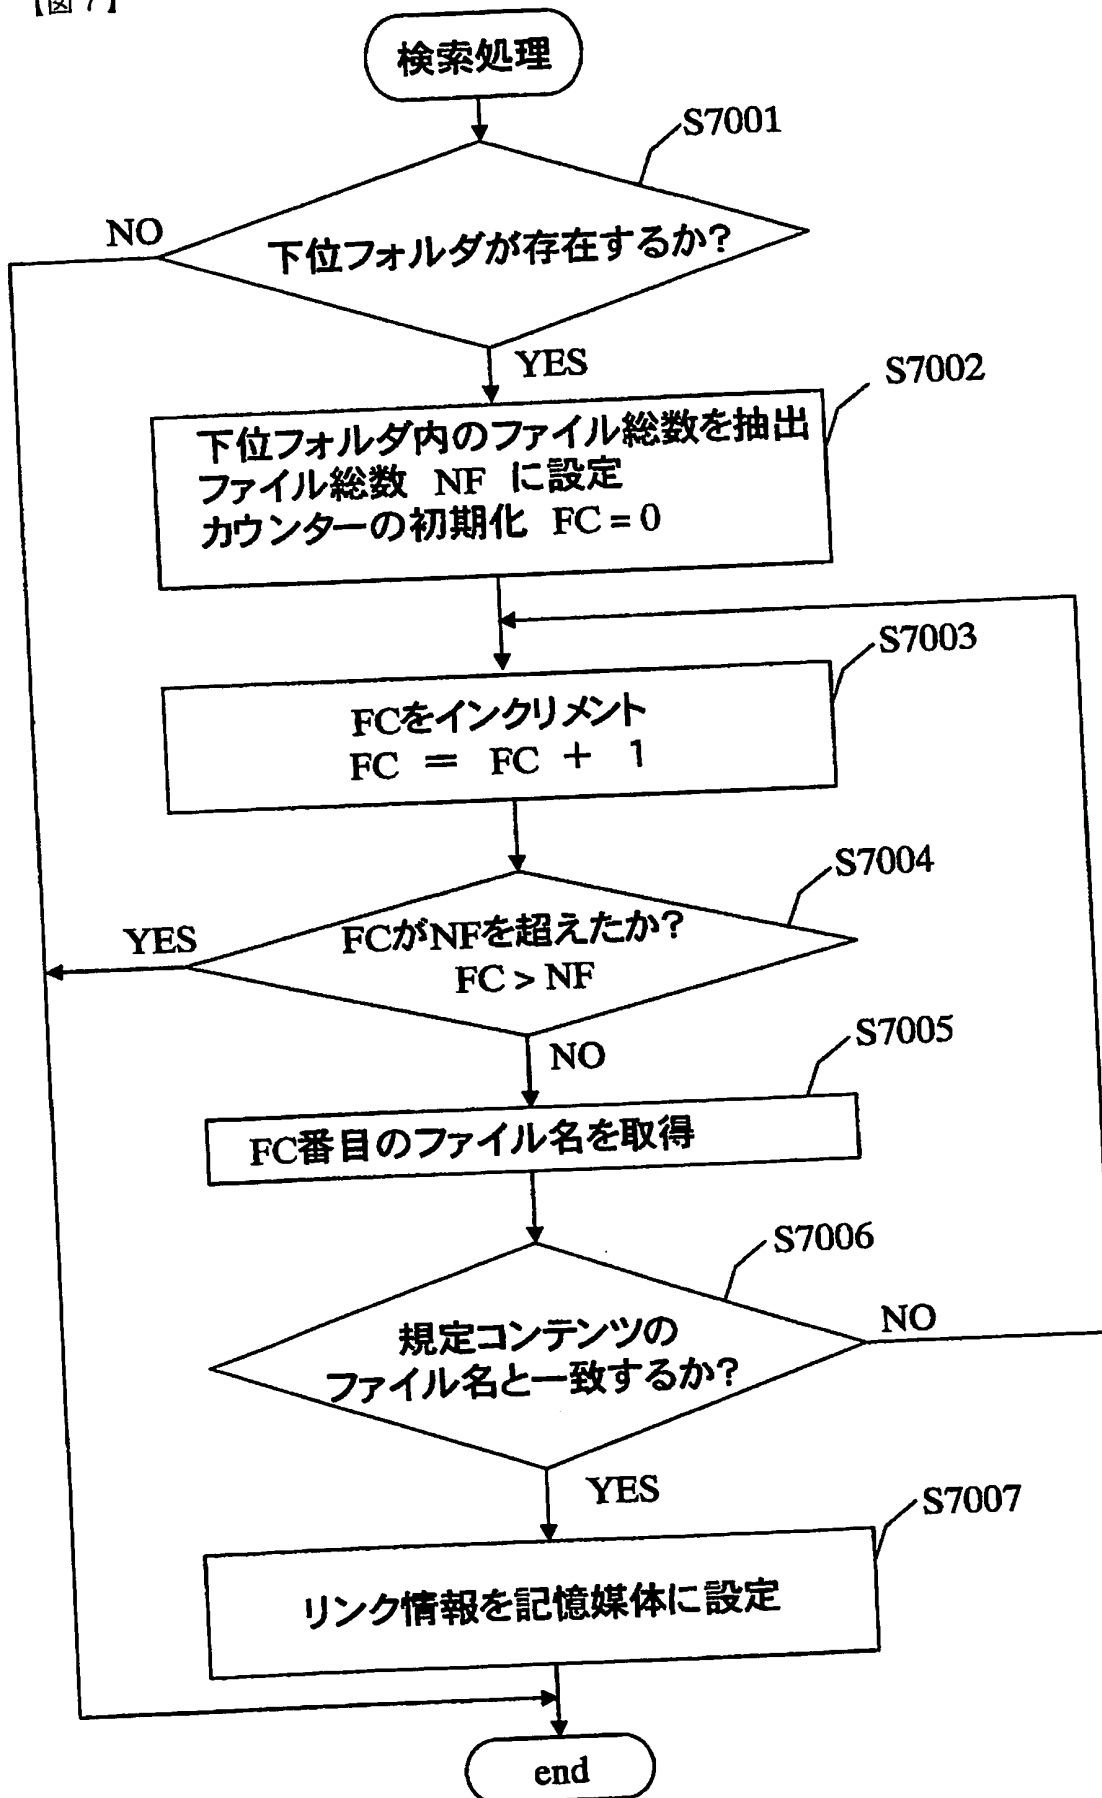 【図7】
検索処理
S7001
NO
下位フォルダが存在するか?
YES
S7002
下位フォルダ内のファイル総数を抽出
ファイル総数 NF に設定
カウンターの初期化 FC = 0
S7003
FCをインクリメント
FC = FC + 1
S7004
YES
FCがNFを超えたか?
FC > NF
NO
S7005
FC番目のファイル名を取得
S7006
NO
規定コンテンツの
ファイル名と一致するか?
YES
S7007
リンク情報を記憶媒体に設定
end